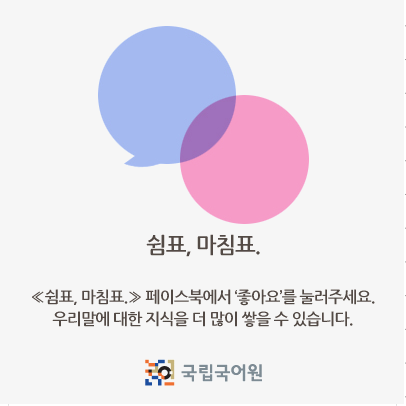 쉼표, 마침표.
≪쉼표, 마침표.≫ 페이스북에서 ‘좋아요’를 눌러주세요.
우리말에 대한 지식을 더 많이 쌓을 수 있습니다.
국립국어원